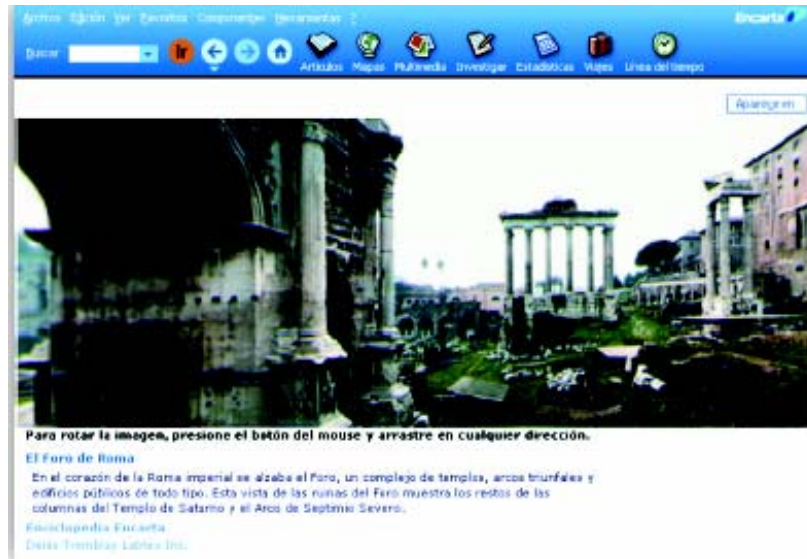 Archivo Edición Ver Favoritos Componentes Herramientas ?
Encarta
Buscar Ir
Artículos Mapas Multimedia Investigar Estadísticas Viajes Línea del tiempo
Aparece en
Para rotar la imagen, presione el botón del mouse y arrastre en cualquier dirección.
El Foro de Roma
En el corazón de la Roma imperial se alzaba el Foro, un complejo de templos, arcos triunfales y
edificios públicos de todo tipo. Esta vista de las ruinas del Foro muestra los restos de las
columnas del Templo de Saturno y el Arco de Septimio Severo.
Enciclopedia Encarta
Inc.